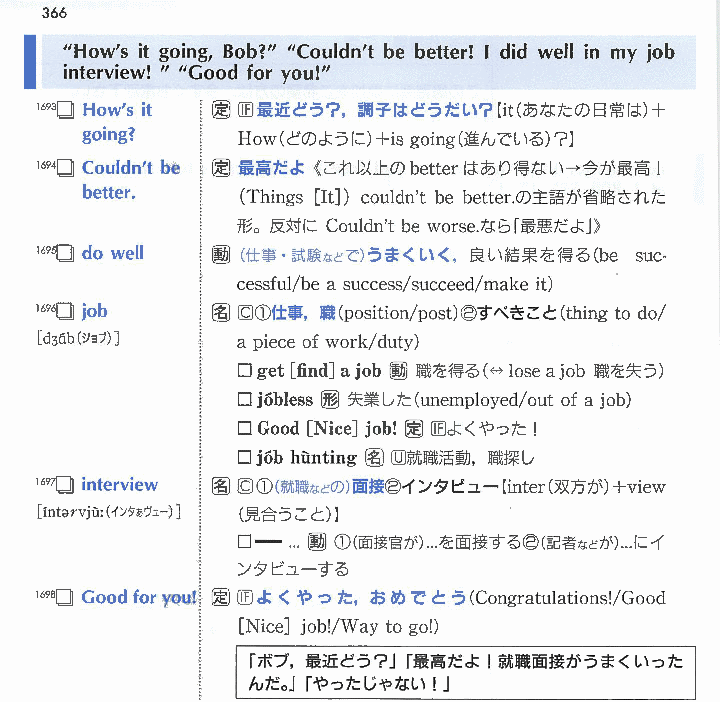 366
“How's it going, Bob?” “Couldn't be better! I did well in my job
interview! ” “Good for you!”
1693 □ How's it going? 定 IF 最近どう?，調子はどうだい?【it(あなたの日常は)＋
How(どのように)＋is going(進んでいる)？】
1694 □ Couldn't be better. 定 最高だよ《これ以上のbetterはあり得ない→今が最高！
(Things [It]) couldn't be better.の主語が省略された
形。反対に Couldn't be worse.なら「最悪だよ」》
1695 □ do well 動 (仕事・試験などで)うまくいく，良い結果を得る(be suc-
cessful/be a success/succeed/make it)
1696 □ job 名 C①仕事，職(position/post)②すべきこと(thing to do/
[dʒɑ́b(ジョブ)] a piece of work/duty)
□ get [find] a job 動 職を得る(↔ lose a job 職を失う)
□ jóbless 形 失業した(unemployed/out of a job)
□ Good [Nice] job! 定 IFよくやった！
□ jób hùnting 名 U就職活動，職探し
1697 □ interview 名 C①(就職などの)面接②インタビュー【inter(双方が)＋view
[íntərvjùː(インタぁヴュー)] (見合うこと)】
□ ― … 動 ①(面接官が)…を面接する②(記者などが)…にイ
ンタビューする
1698 □ Good for you! 定 IF よくやった，おめでとう(Congratulations!/Good
[Nice] job!/Way to go!)
「ボブ，最近どう？」「最高だよ！就職面接がうまくいった
んだ。」「やったじゃない！」